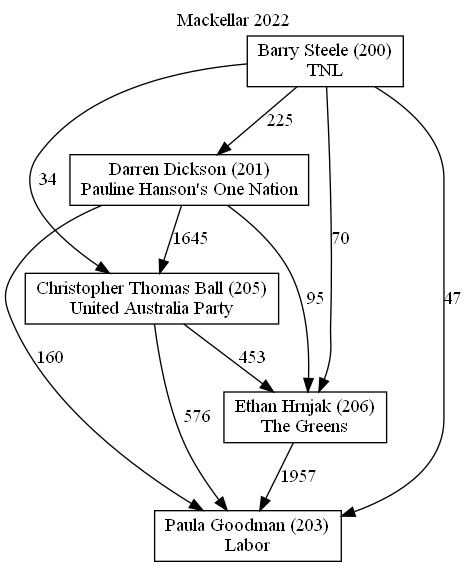 Mackellar 2022
Barry Steele (200)
TNL
225
Darren Dickson (201)
Pauline Hanson's One Nation
34
1645
70
Christopher Thomas Ball (205)
United Australia Party
95
47
160
453
Ethan Hrnjak (206)
The Greens
576
1957
Paula Goodman (203)
Labor